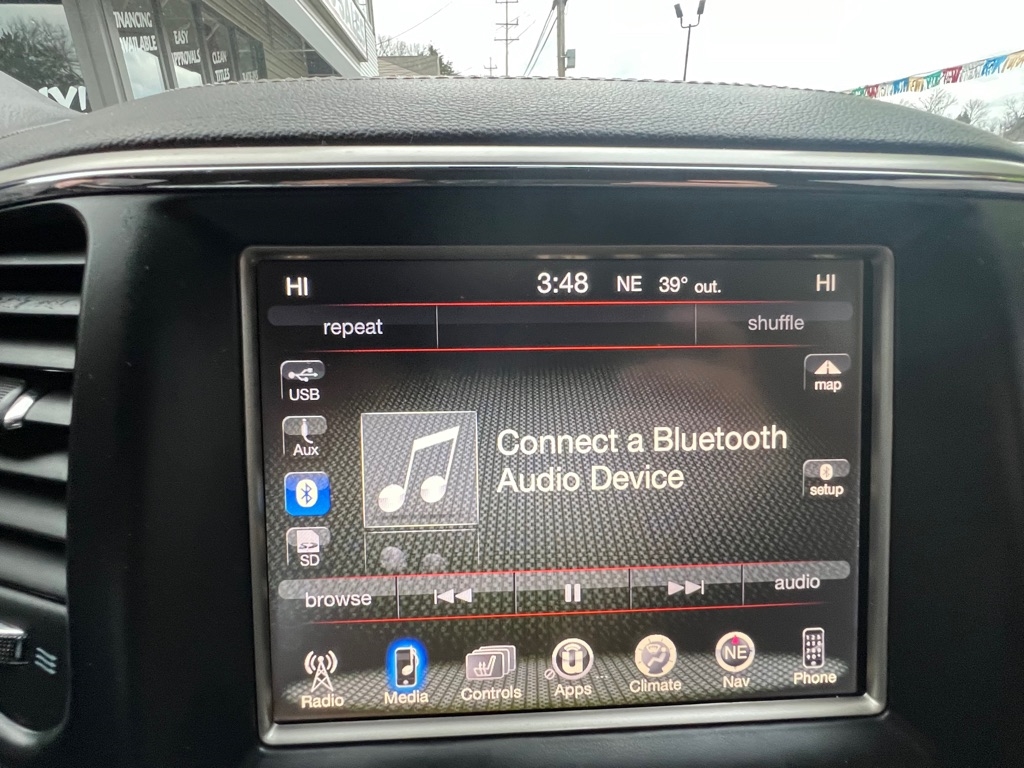 FINANCING
AVAILABLE
EASY
APPROVALS
CLEAN
TITLES
Y!
HI
3:48 NE 39° out.
HI
repeat
shuffle
USB
Aux
SD
map
setup
Connect a Bluetooth
Audio Device
browse
audio
Radio
Media
Controls
Apps
Climate
NE
Nav
Phone